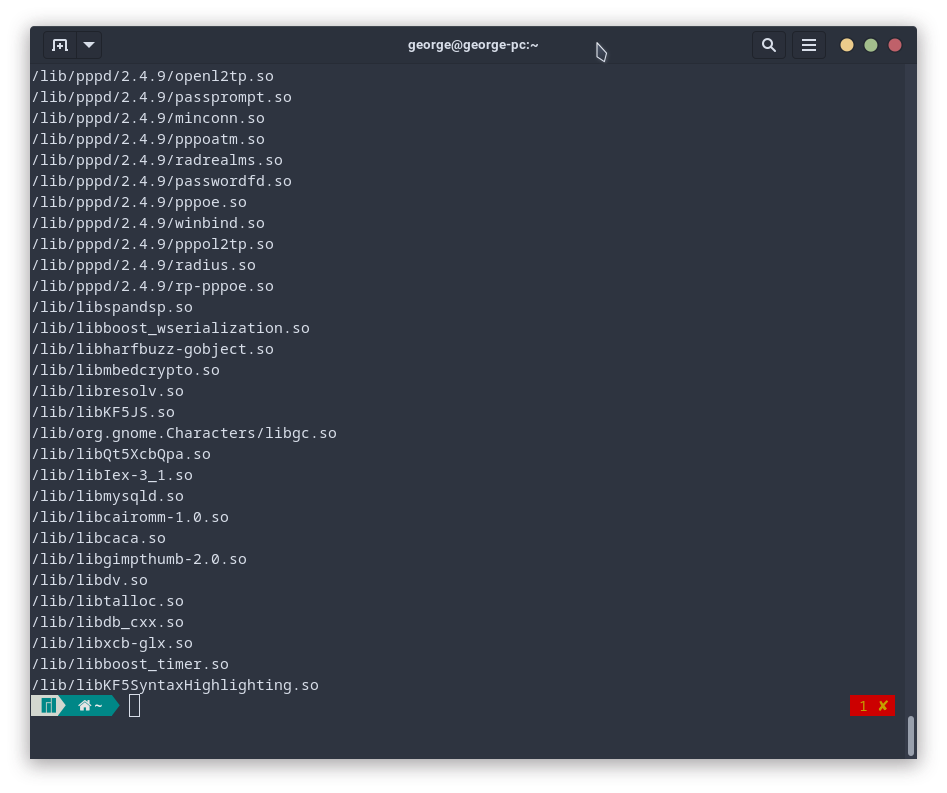 george@george-pc:~
/lib/pppd/2.4.9/openl2tp.so
/lib/pppd/2.4.9/passprompt.so
/lib/pppd/2.4.9/minconn.so
/lib/pppd/2.4.9/pppoatm.so
/lib/pppd/2.4.9/radrealms.so
/lib/pppd/2.4.9/passwordfd.so
/lib/pppd/2.4.9/pppoe.so
/lib/pppd/2.4.9/winbind.so
/lib/pppd/2.4.9/pppol2tp.so
/lib/pppd/2.4.9/radius.so
/lib/pppd/2.4.9/rp-pppoe.so
/lib/libspandsp.so
/lib/libboost_wserialization.so
/lib/libharfbuzz-gobject.so
/lib/libmbedcrypto.so
/lib/libresolv.so
/lib/libKF5JS.so
/lib/org.gnome.Characters/libgc.so
/lib/libQt5XcbQpa.so
/lib/libIex-3_1.so
/lib/libmysqld.so
/lib/libcairomm-1.0.so
/lib/libcaca.so
/lib/libgimpthumb-2.0.so
/lib/libdv.so
/lib/libtalloc.so
/lib/libdb_cxx.so
/lib/libxcb-glx.so
/lib/libboost_timer.so
/lib/libKF5SyntaxHighlighting.so
~ 1 ✘